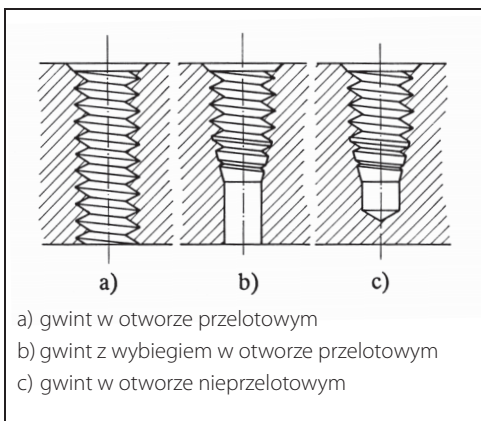 a) b) c)
a) gwint w otworze przelotowym
b) gwint z wybiegiem w otworze przelotowym
c) gwint w otworze nieprzelotowym